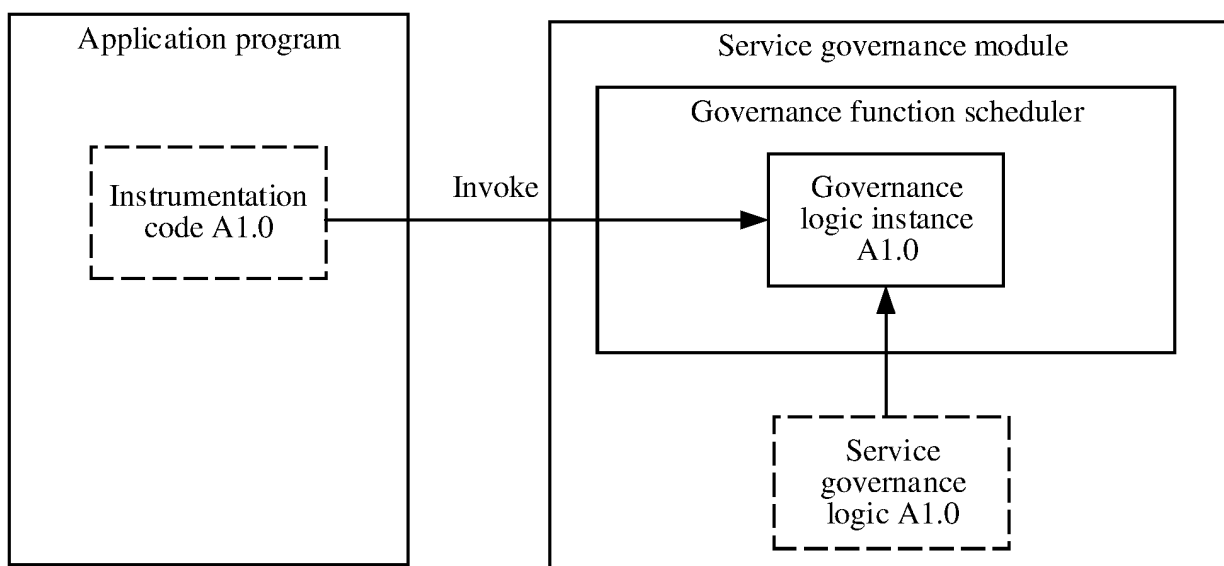 Application program
Instrumentation
code A1.0
Invoke
Service governance module
Governance function scheduler
Governance
logic instance
A1.0
Service
governance
logic A1.0